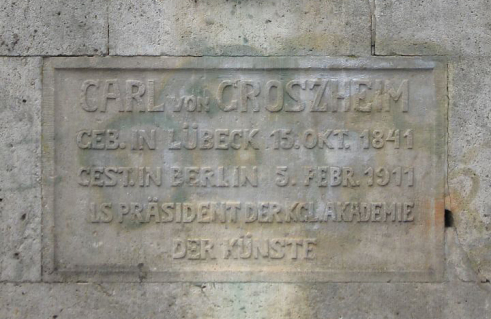 CARL VON GROSZHEIM
GEB. IN LÜBECK 15. OKT. 1841
GEST. IN BERLIN 5. FEBR. 1911
ALS PRÄSIDENT DER KGL. AKADEMIE
DER KÜNSTE